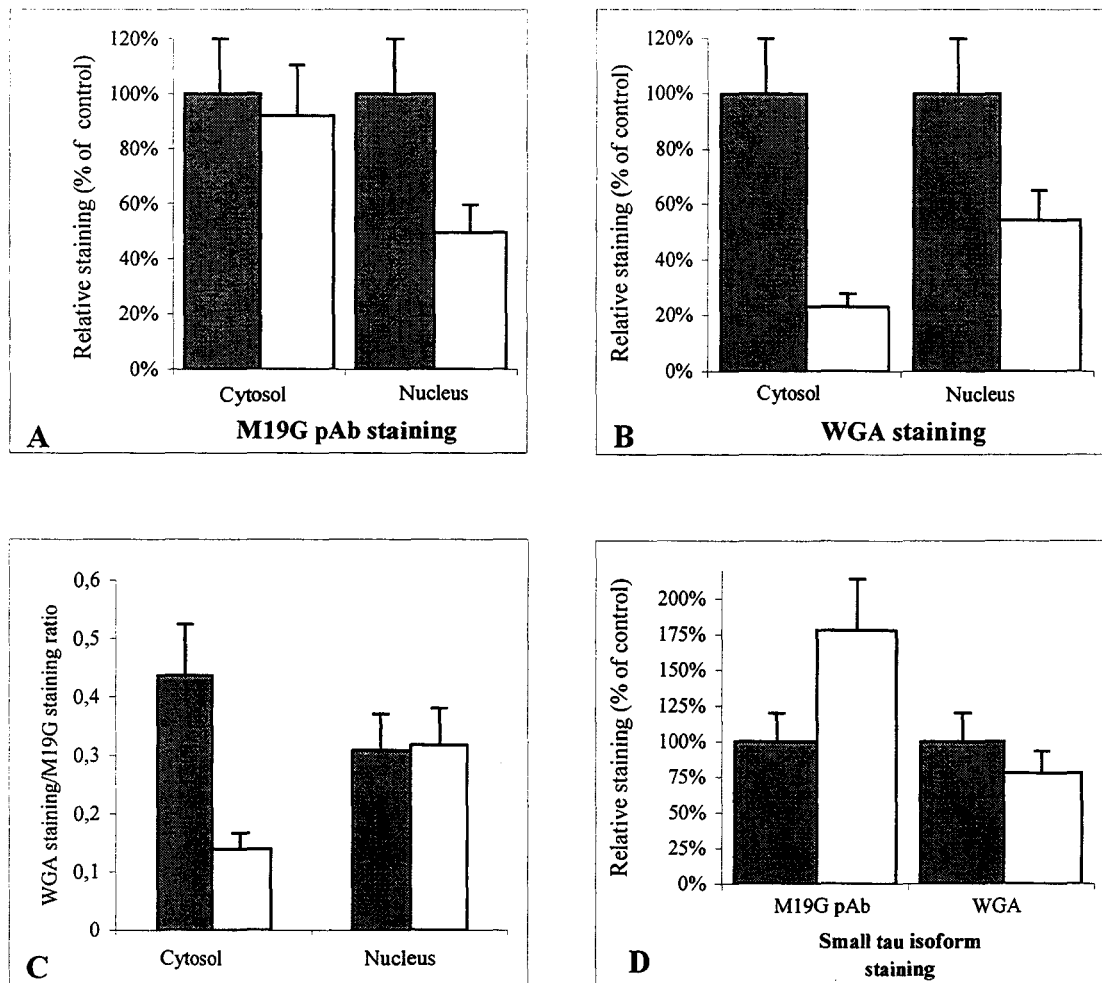 Relative staining (% of control)
120%
100%
80%
60%
40%
20%
0%
Cytosol Nucleus
A M19G pAb staining
Relative staining (% of control)
120%
100%
80%
60%
40%
20%
0%
Cytosol Nucleus
B WGA staining
WGA staining/M19G staining ratio
0,6
0,5
0,4
0,3
0,2
0,1
0
Cytosol Nucleus
C
Relative staining (% of control)
200%
175%
150%
125%
100%
75%
50%
25%
0%
M19G pAb WGA
Small tau isoform
staining
D